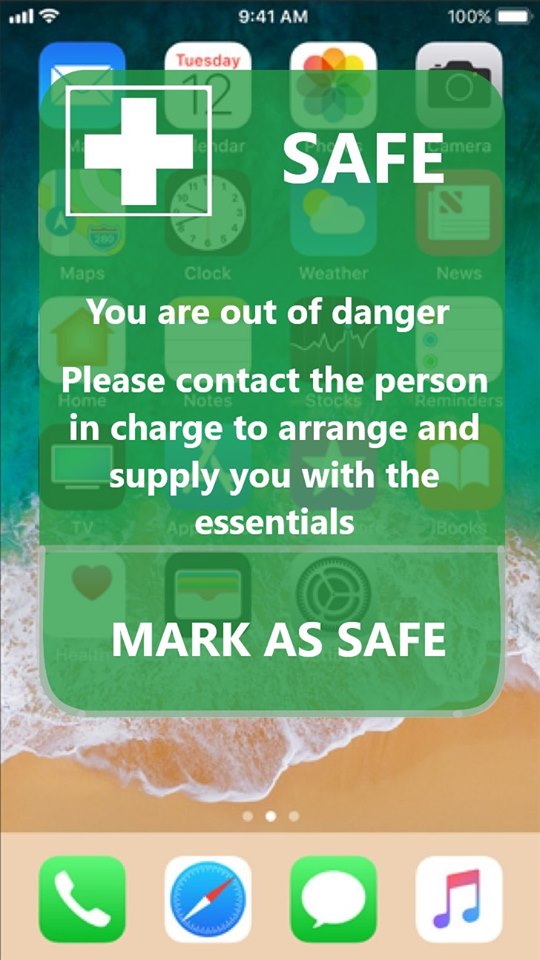 9:41 AM
100%
Tuesday
12
SAFE
Camera
Maps
Clock
Weather
News
You are out of danger
Please contact the person
Home
Notes
Stocks
Reminders
in charge to arrange and
supply you with the
essentials
TV
iBooks
MARK AS SAFE
Health